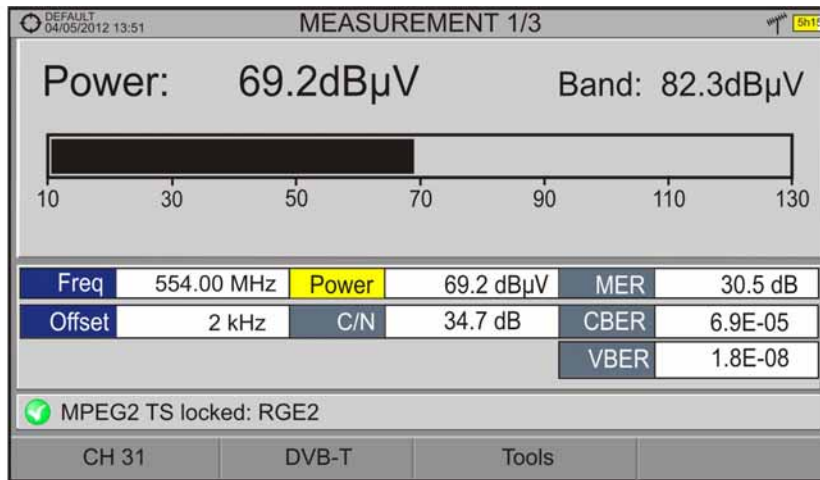 DEFAULT
04/05/2012 13:51
MEASUREMENT 1/3
5h15
Power: 69.2dBµV Band: 82.3dBµV
10 30 50 70 90 110 130
Freq 554.00 MHz Power 69.2 dBµV MER 30.5 dB
Offset 2 kHz C/N 34.7 dB CBER 6.9E-05
VBER 1.8E-08
MPEG2 TS locked: RGE2
CH 31 DVB-T Tools